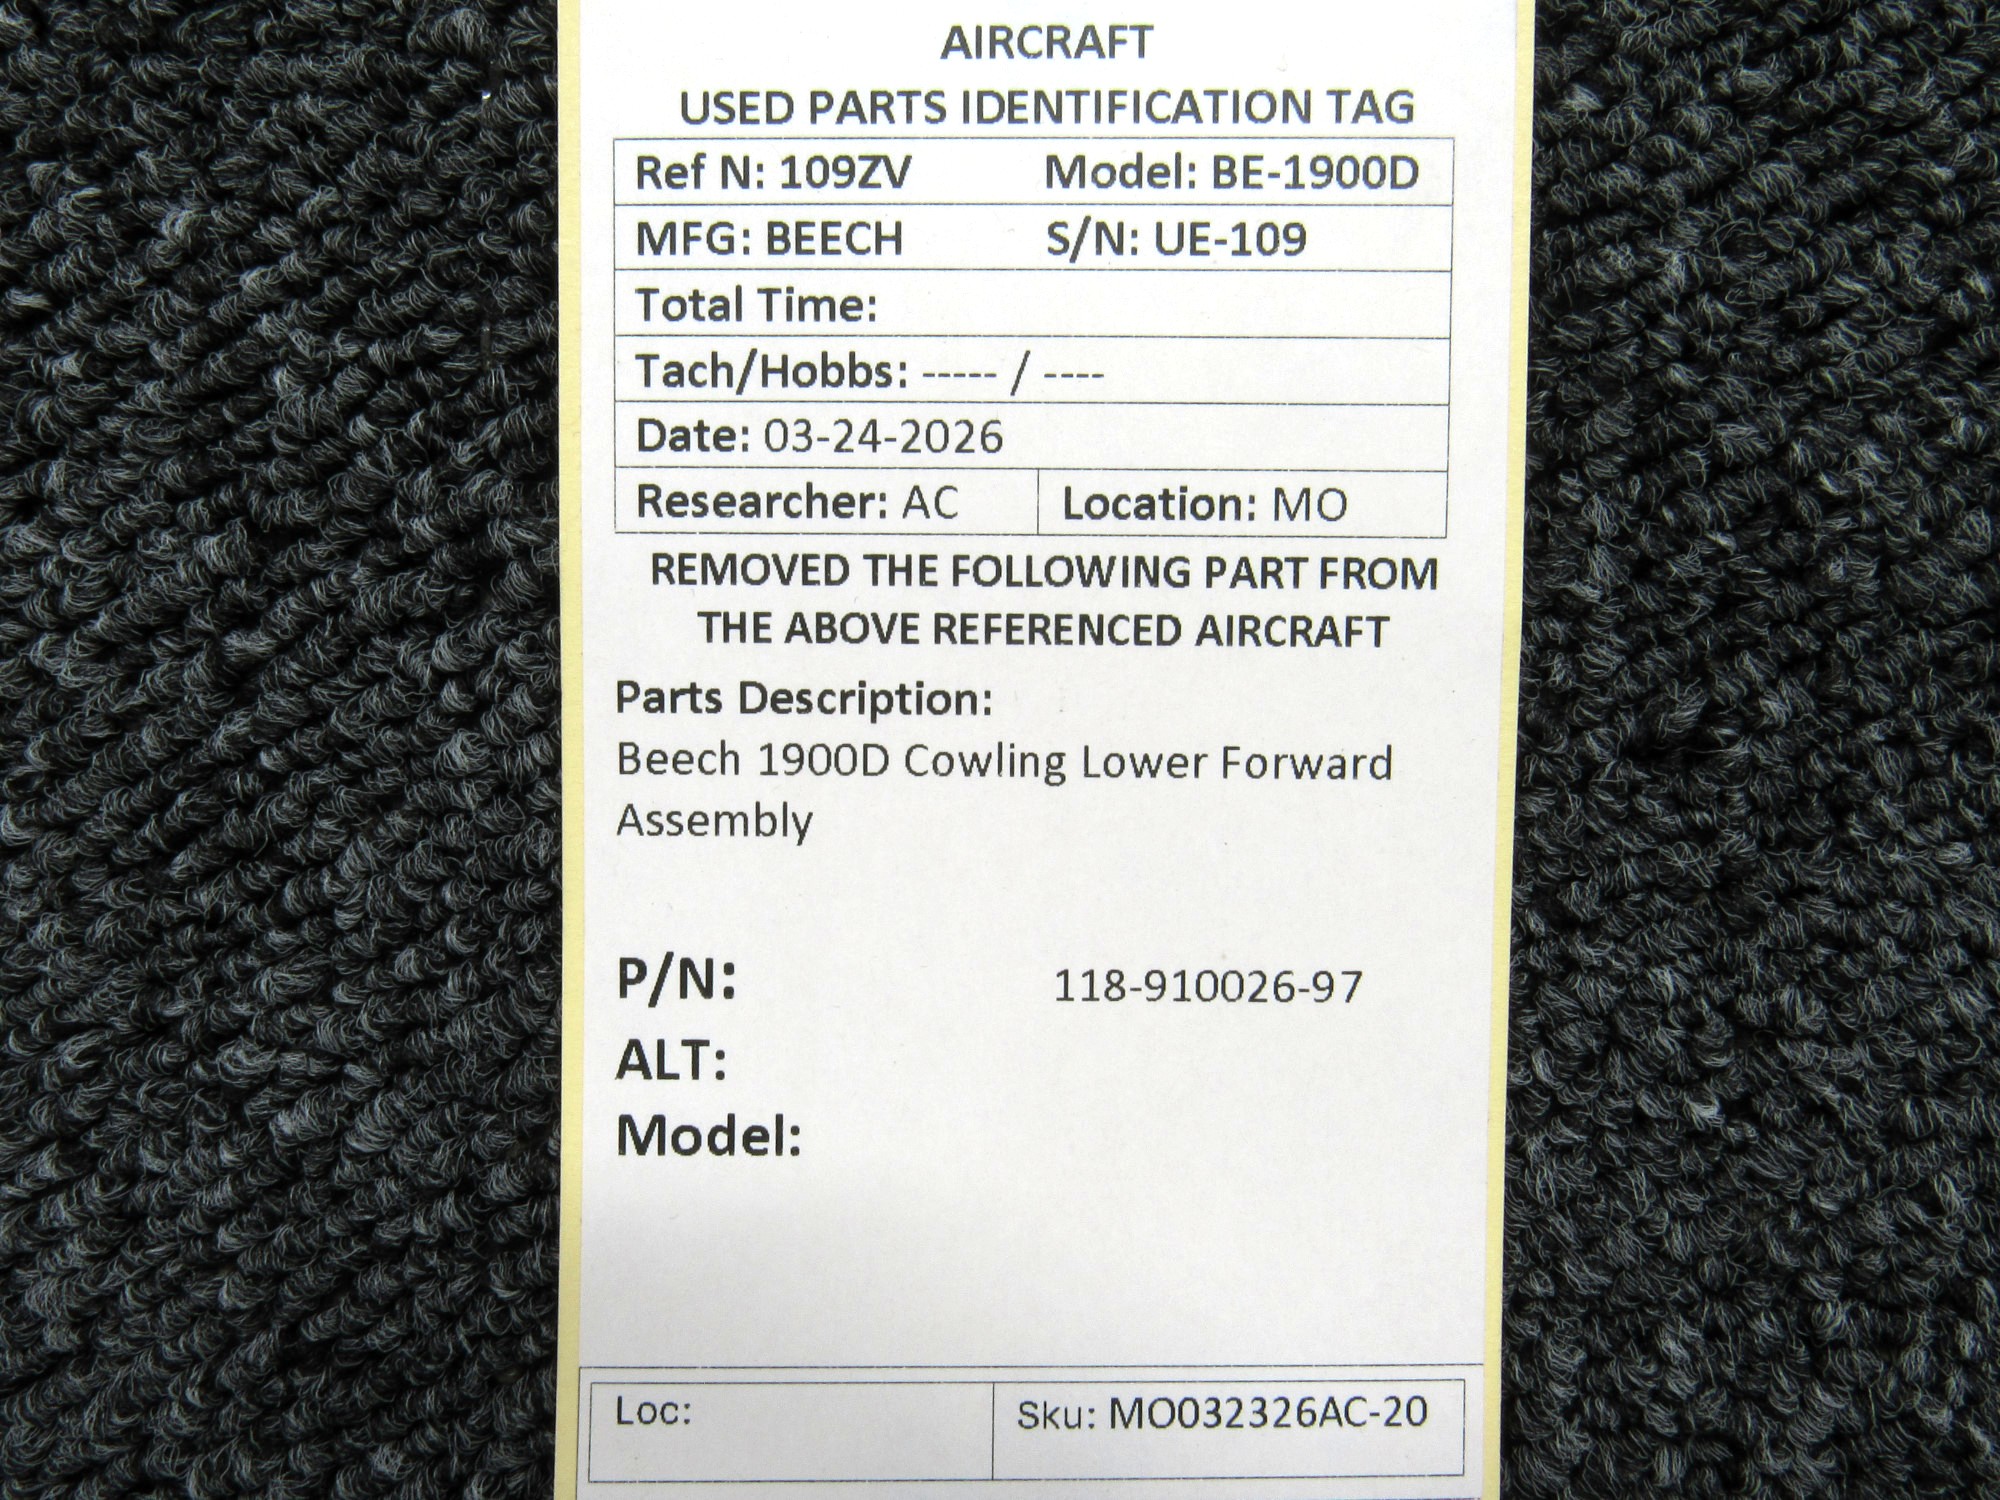 AIRCRAFT
USED PARTS IDENTIFICATION TAG
Ref N: 109ZV Model: BE-1900D
MFG: BEECH S/N: UE-109
Total Time:
Tach/Hobbs: ----- / ----
Date: 03-24-2026
Researcher: AC Location: MO
REMOVED THE FOLLOWING PART FROM
THE ABOVE REFERENCED AIRCRAFT
Parts Description:
Beech 1900D Cowling Lower Forward
Assembly
P/N: 118-910026-97
ALT:
Model:
Loc: Sku: MO032326AC-20